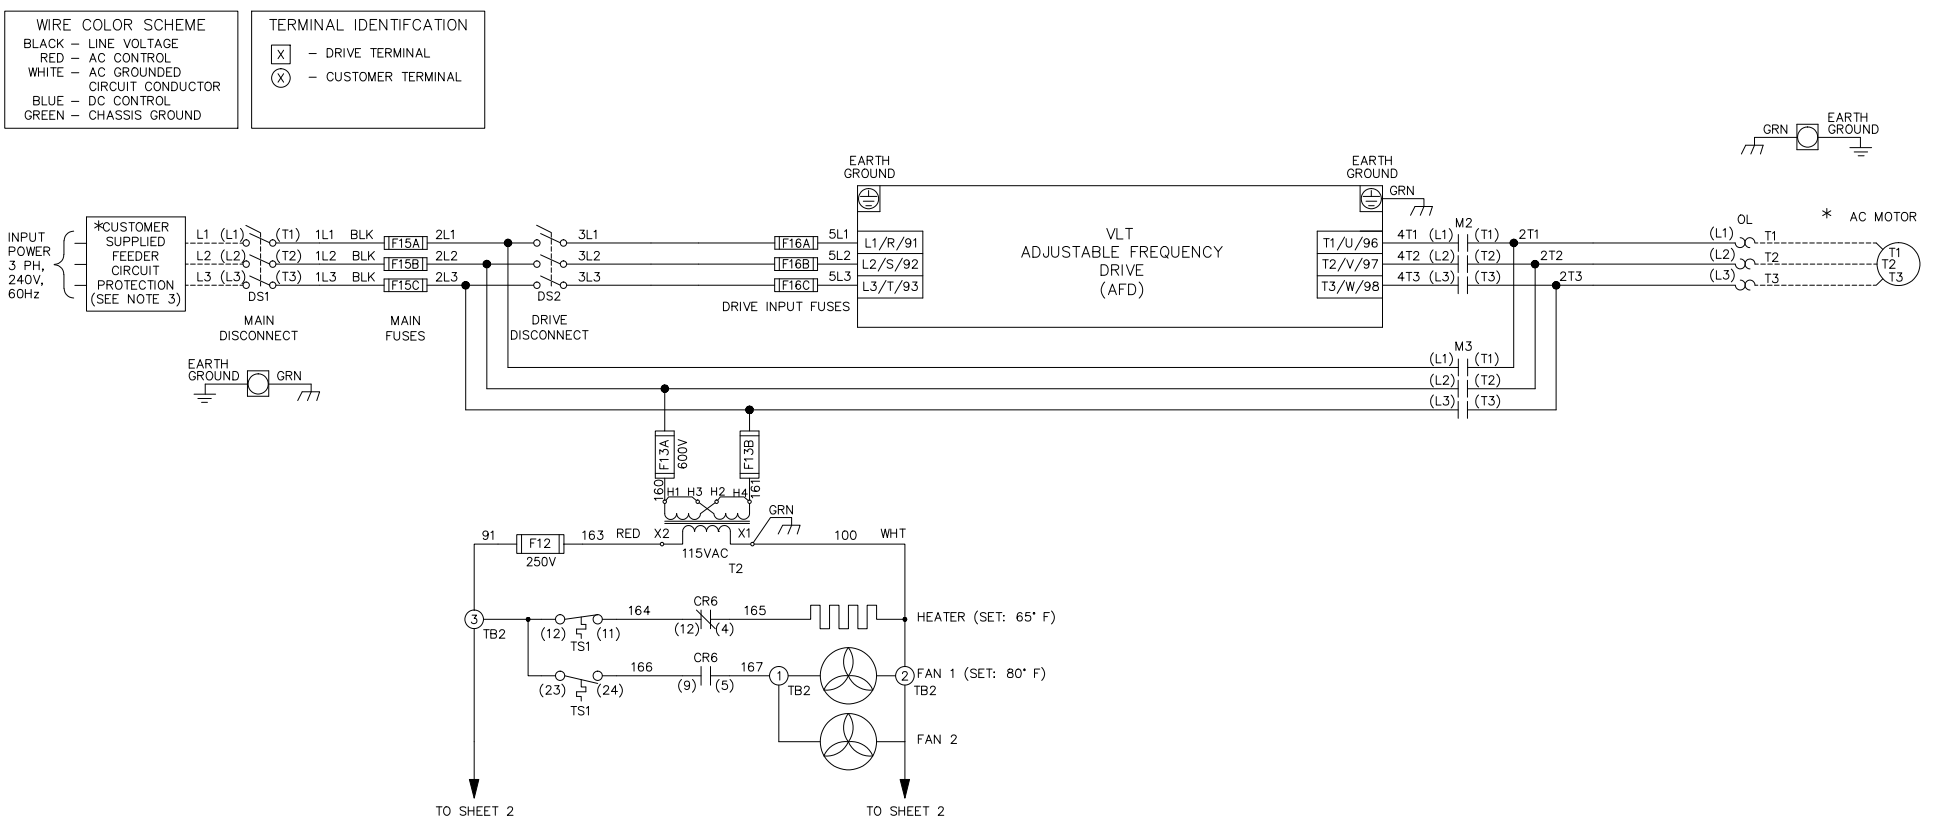 WIRE COLOR SCHEME
BLACK – LINE VOLTAGE
RED – AC CONTROL
WHITE – AC GROUNDED
CIRCUIT CONDUCTOR
BLUE – DC CONTROL
GREEN – CHASSIS GROUND
TERMINAL IDENTIFCATION
X – DRIVE TERMINAL
X – CUSTOMER TERMINAL
GRN
EARTH
GROUND
INPUT
POWER
3 PH,
240V,
60Hz
*CUSTOMER
SUPPLIED
FEEDER
CIRCUIT
PROTECTION
(SEE NOTE 3)
L1 (L1) (T1) 1L1 BLK F15A 2L1 3L1 F16A 5L1 L1/R/91
L2 (L2) (T2) 1L2 BLK F15B 2L2 3L2 F16B 5L2 L2/S/92
L3 (L3) (T3) 1L3 BLK F15C 2L3 3L3 F16C 5L3 L3/T/93
DS1
MAIN
DISCONNECT
MAIN
FUSES
DS2
DRIVE
DISCONNECT
DRIVE INPUT FUSES
EARTH
GROUND
VLT
ADJUSTABLE FREQUENCY
DRIVE
(AFD)
EARTH
GROUND
GRN
M2
T1/U/96 4T1 (L1) (T1) 2T1
T2/V/97 4T2 (L2) (T2) 2T2
T3/W/98 4T3 (L3) (T3) 2T3
OL
(L1) T1
(L2) T2
(L3) T3
* AC MOTOR
T1
T2
T3
EARTH
GROUND GRN
M3
(L1) (T1)
(L2) (T2)
(L3) (T3)
F13A
600V
F13B
160
161
H1 H3 H2 H4
GRN
91 F12 163 RED X2 X1 100 WHT
250V
115VAC
T2
3
TB2
(12) (11)
TS1
164
CR6
(12) (4)
165
HEATER (SET: 65° F)
(23) (24)
TS1
166
CR6
(9) (5)
167
1
TB2
2
TB2
FAN 1 (SET: 80° F)
FAN 2
TO SHEET 2
TO SHEET 2